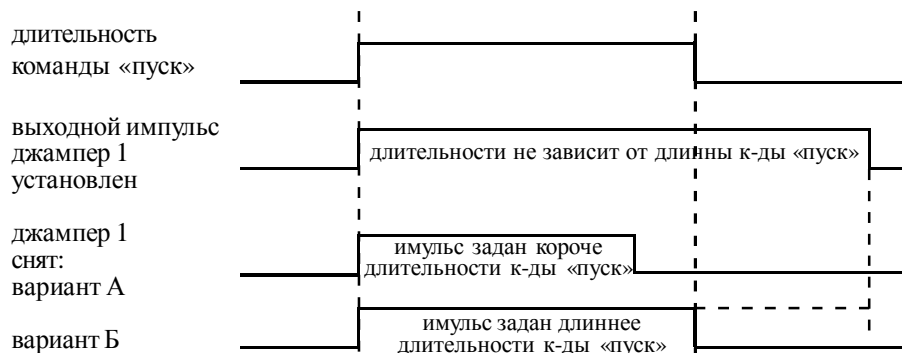 длительность
команды «пуск»
выходной импульс
джампер 1
установлен
длительности не зависит от длинны к-ды «пуск»
джампер 1
снят:
вариант А
имульс задан короче
длительности к-ды «пуск»
вариант Б
имульс задан длиннее
длительности к-ды «пуск»